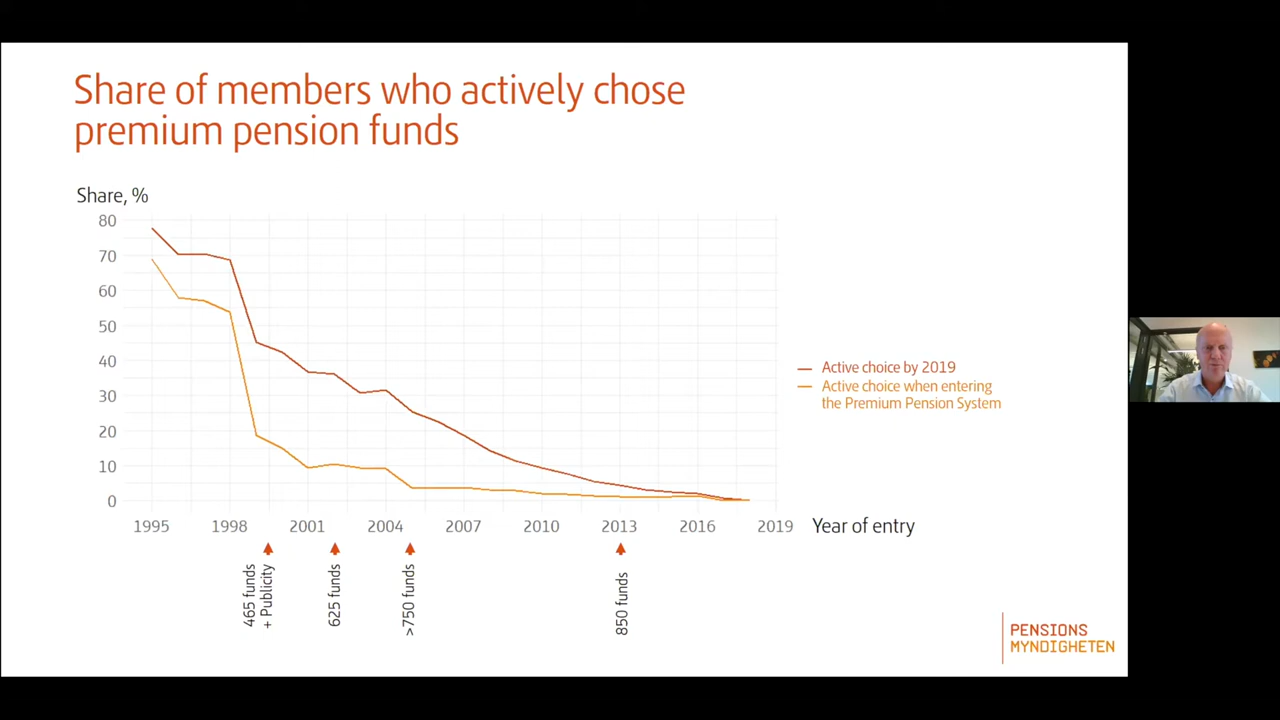 Share of members who actively chose
premium pension funds
Share, %
80
70
60
50
40
30
20
10
0
1995 1998 2001 2004 2007 2010 2013 2016 2019
Year of entry
Active choice by 2019
Active choice when entering
the Premium Pension System
465 funds
+ Publicity
625 funds
>750 funds
850 funds
PENSIONS
MYNDIGHETEN